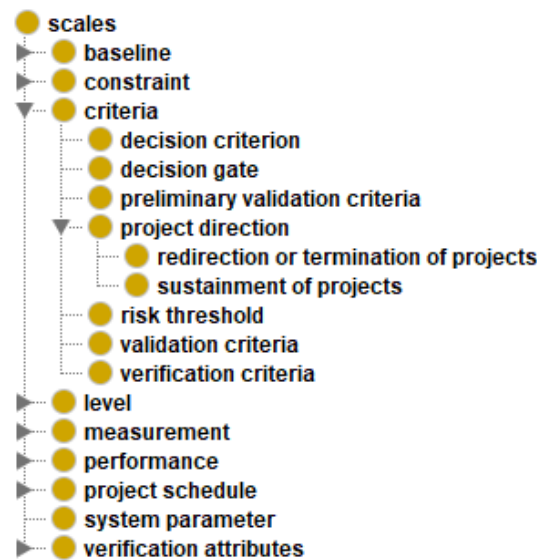 scales
baseline
constraint
criteria
decision criterion
decision gate
preliminary validation criteria
project direction
redirection or termination of projects
sustainment of projects
risk threshold
validation criteria
verification criteria
level
measurement
performance
project schedule
system parameter
verification attributes